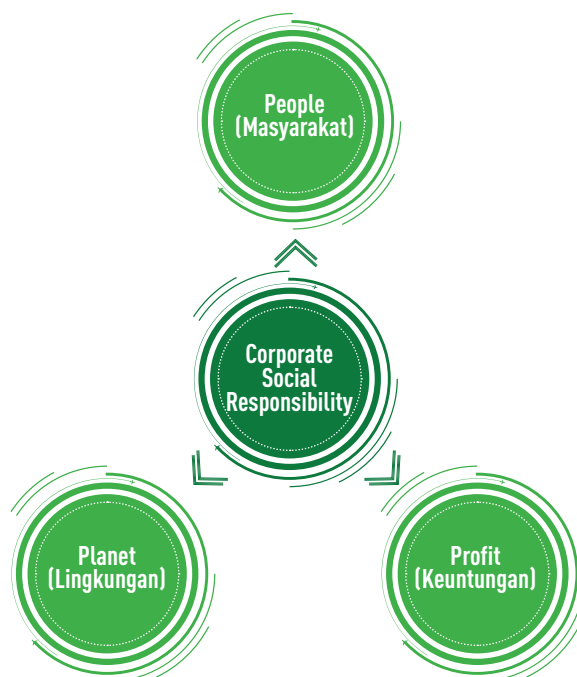 People
(Masyarakat)
Corporate
Social
Responsibility
Planet
(Lingkungan)
Profit
(Keuntungan)